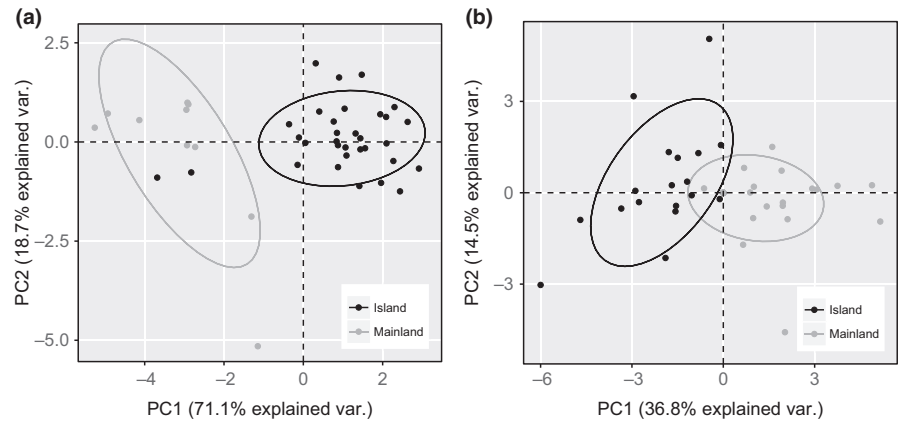 (a)
PC2 (18.7% explained var.)
2.5
0.0
−2.5
−5.0
−4
−2
0
2
PC1 (71.1% explained var.)
Island
Mainland
(b)
PC2 (14.5% explained var.)
3
0
−3
−6
−3
0
3
PC1 (36.8% explained var.)
Island
Mainland